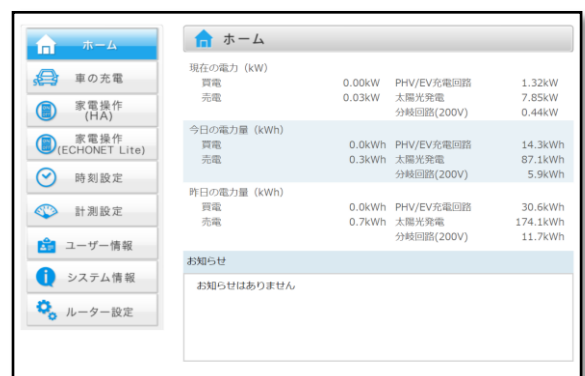 ホーム
車の充電
家電操作
(HA)
家電操作
(ECHONET Lite)
時刻設定
計測設定
ユーザー情報
システム情報
ルーター設定
ホーム
現在の電力（kW）
買電 0.00kW PHV/EV充電回路 1.32kW
売電 0.03kW 太陽光発電 7.85kW
分岐回路(200V) 0.44kW
今日の電力量（kWh）
買電 0.0kWh PHV/EV充電回路 14.3kWh
売電 0.3kWh 太陽光発電 87.1kWh
分岐回路(200V) 5.9kWh
昨日の電力量（kWh）
買電 0.0kWh PHV/EV充電回路 30.6kWh
売電 0.7kWh 太陽光発電 174.1kWh
分岐回路(200V) 11.7kWh
お知らせ
お知らせはありません